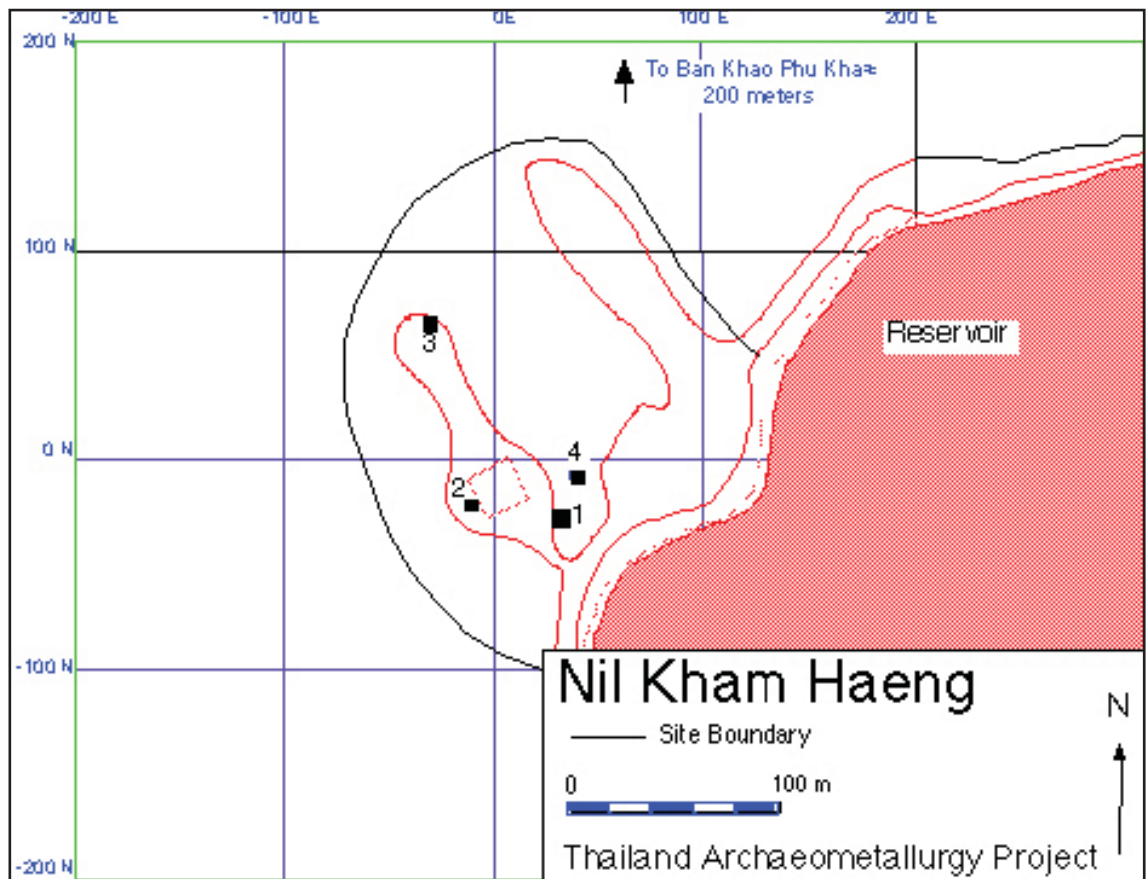 -200 E -100 E 0E 100 E 200 E
200 N
To Ban Khao Phu Kha≈
200 meters
100 N
Reservoir
3
0 N
4
2
1
-100 N
Nil Kham Haeng
N
Site Boundary
0 100 m
Thailand Archaeometallurgy Project
-200 N